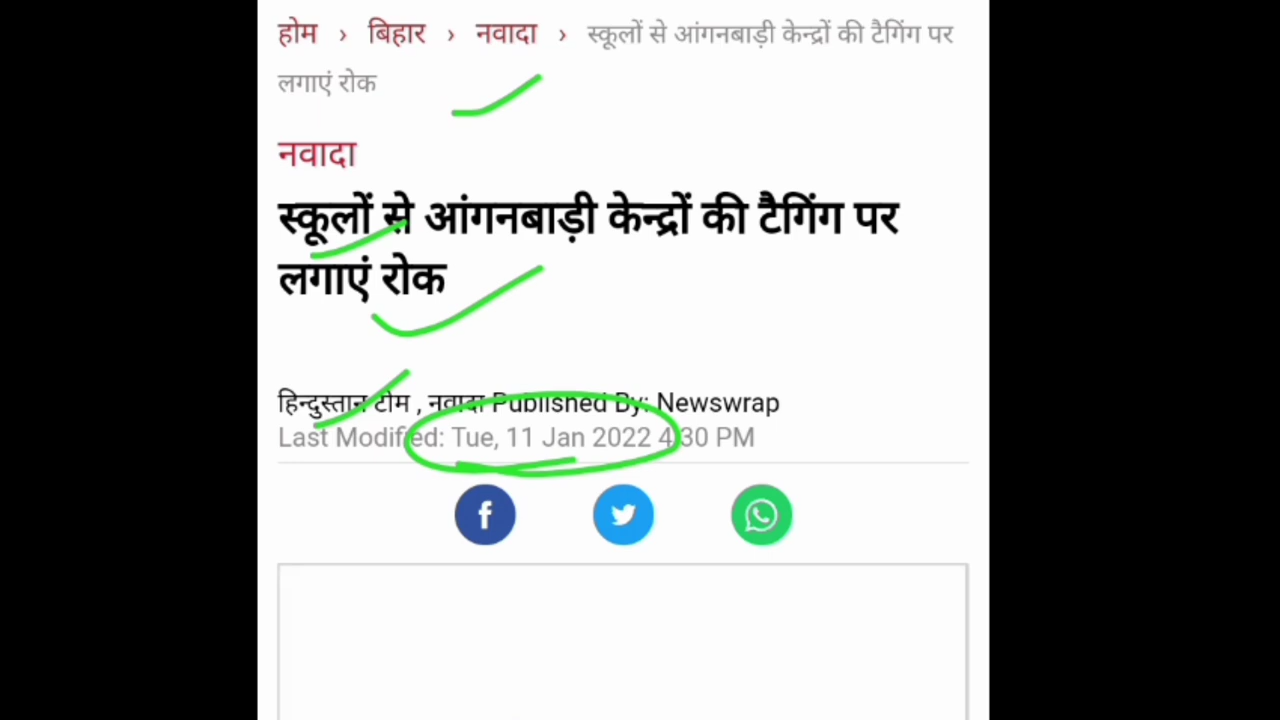 होम › बिहार › नवादा › स्कूलों से आंगनबाड़ी केन्द्रों की टैगिंग पर
लगाएं रोक
नवादा
स्कूलों से आंगनबाड़ी केन्द्रों की टैगिंग पर
लगाएं रोक
हिन्दुस्तान टीम , नवादा Published By: Newswrap
Last Modified: Tue, 11 Jan 2022 4:30 PM